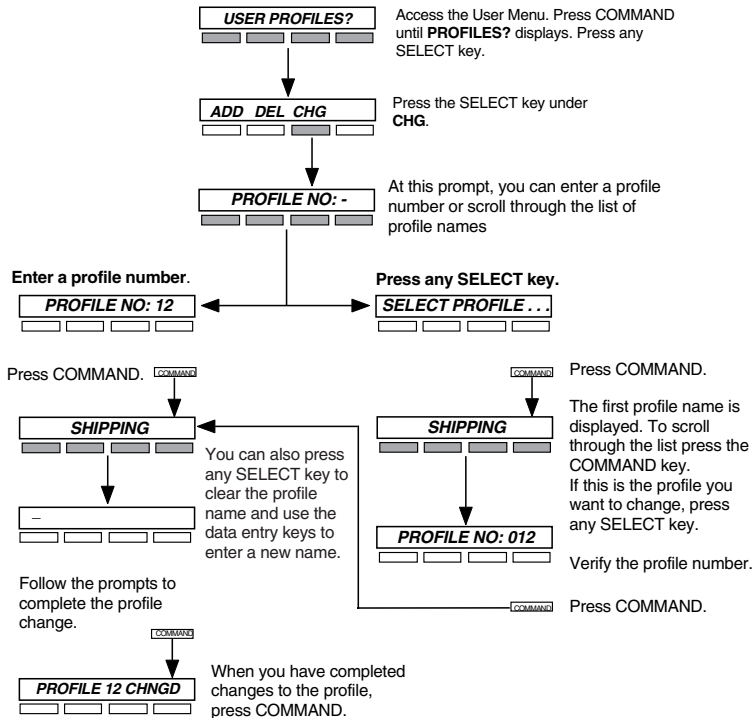 USER PROFILES?
Access the User Menu. Press COMMAND
until PROFILES? displays. Press any
SELECT key.
ADD DEL CHG
Press the SELECT key under
CHG.
PROFILE NO: -
At this prompt, you can enter a profile
number or scroll through the list of
profile names
Enter a profile number.
PROFILE NO: 12
Press any SELECT key.
SELECT PROFILE . . .
Press COMMAND.
COMMAND
SHIPPING
You can also press
any SELECT key to
clear the profile
name and use the
data entry keys to
enter a new name.
_
Follow the prompts to
complete the profile
change.
COMMAND
PROFILE 12 CHNGD
When you have completed
changes to the profile,
press COMMAND.
COMMAND
Press COMMAND.
SHIPPING
The first profile name is
displayed. To scroll
through the list press the
COMMAND key.
If this is the profile you
want to change, press
any SELECT key.
PROFILE NO: 012
Verify the profile number.
COMMAND
Press COMMAND.